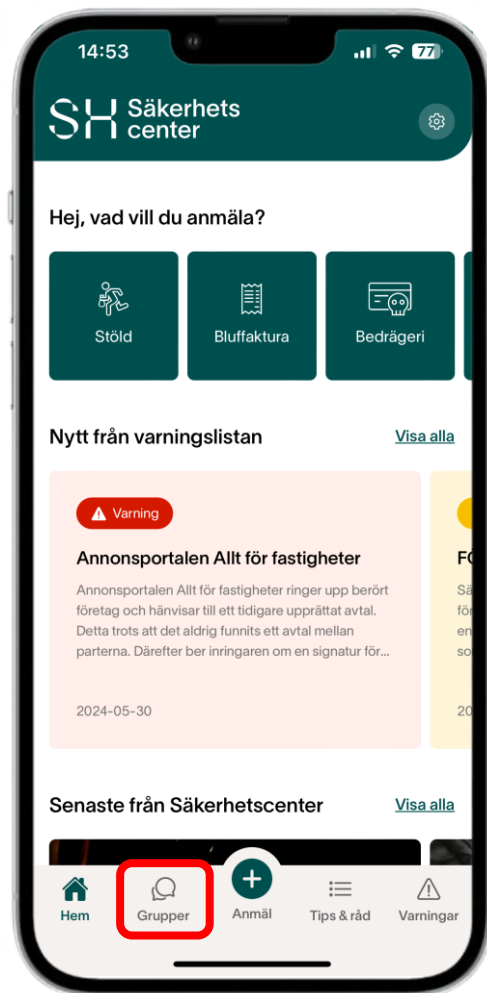 14:53
77
SH Säkerhets
center
Hej, vad vill du anmäla?
Stöld
Bluffaktura
Bedrägeri
Nytt från varningslistan
Visa alla
Varning
Annonsportalen Allt för fastigheter
Annonsportalen Allt för fastigheter ringer upp berört
företag och hänvisar till ett tidigare upprättat avtal.
Detta trots att det aldrig funnits ett avtal mellan
parterna. Därefter ber inringaren om en signatur för...
2024-05-30
Senaste från Säkerhetscenter
Visa alla
Hem
Grupper
Anmäl
Tips & råd
Varningar